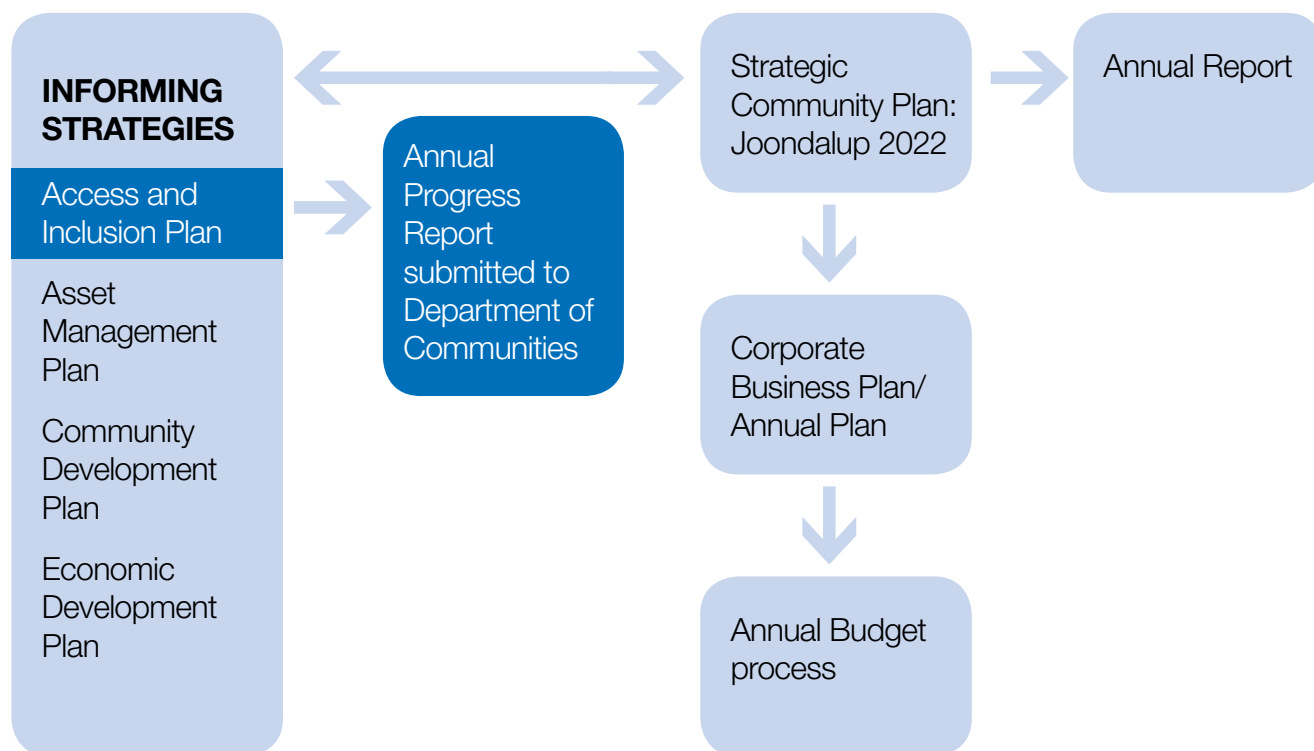 INFORMING
STRATEGIES
Access and
Inclusion Plan
Asset
Management
Plan
Community
Development
Plan
Economic
Development
Plan
Annual
Progress
Report
submitted to
Department of
Communities
Strategic
Community Plan:
Joondalup 2022
Annual Report
Corporate
Business Plan/
Annual Plan
Annual Budget
process